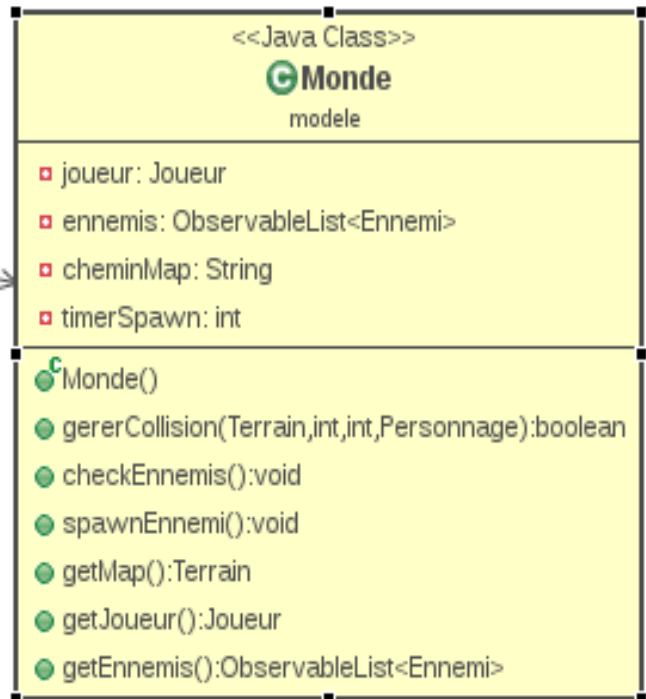 <<Java Class>>
C Monde
modele
joueur: Joueur
ennemis: ObservableList<Ennemi>
cheminMap: String
timerSpawn: int
C Monde()
gererCollision(Terrain,int,int,Personnage):boolean
checkEnnemis():void
spawnEnnemi():void
getMap():Terrain
getJoueur():Joueur
getEnnemis():ObservableList<Ennemi>